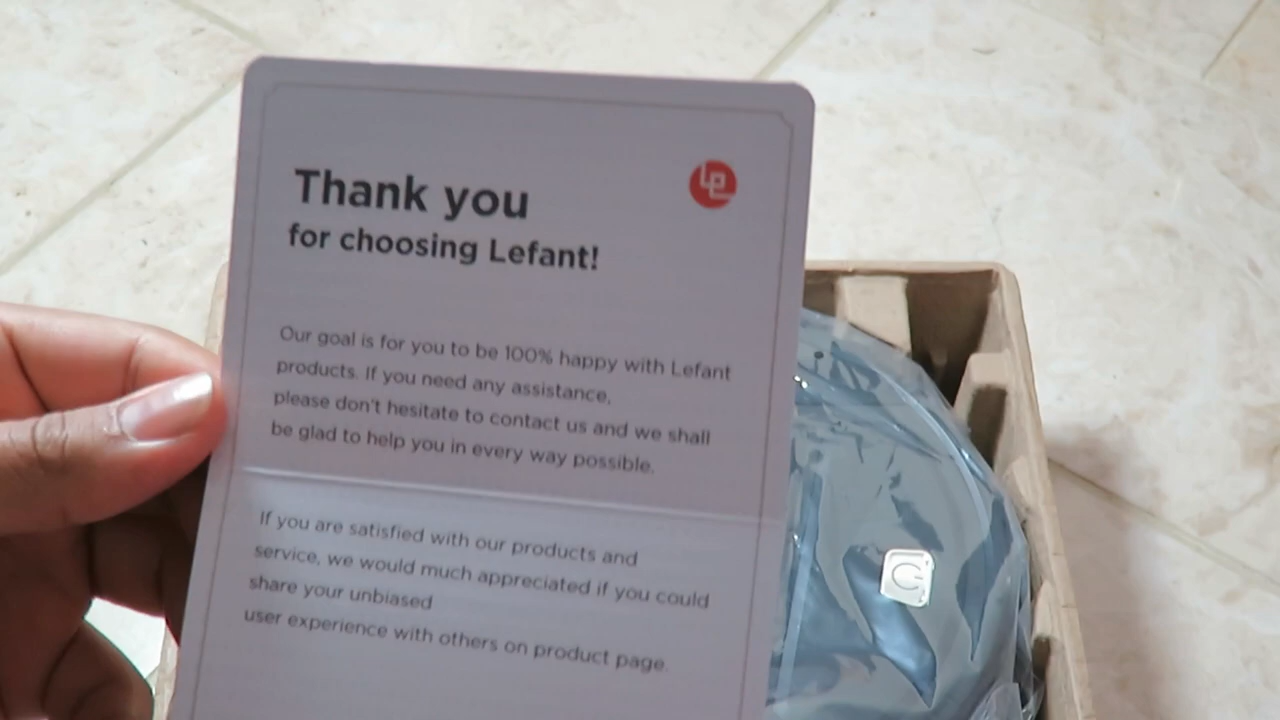 Thank you
for choosing Lefant!
Our goal is for you to be 100% happy with Lefant
products. If you need any assistance,
please don't hesitate to contact us and we shall
be glad to help you in every way possible.
If you are satisfied with our products and
service, we would much appreciated if you could
share your unbiased
user experience with others on product page.